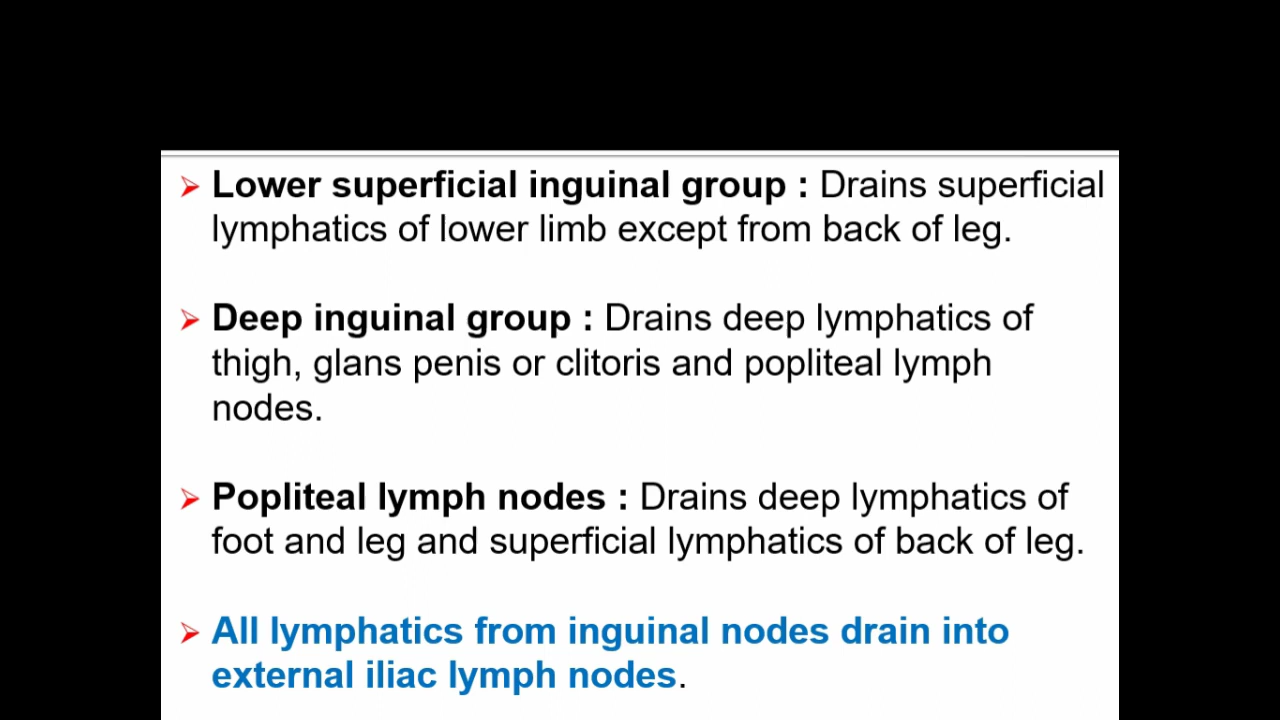 ➢ Lower superficial inguinal group : Drains superficial
lymphatics of lower limb except from back of leg.
➢ Deep inguinal group : Drains deep lymphatics of
thigh, glans penis or clitoris and popliteal lymph
nodes.
➢ Popliteal lymph nodes : Drains deep lymphatics of
foot and leg and superficial lymphatics of back of leg.
➢ All lymphatics from inguinal nodes drain into
external iliac lymph nodes.